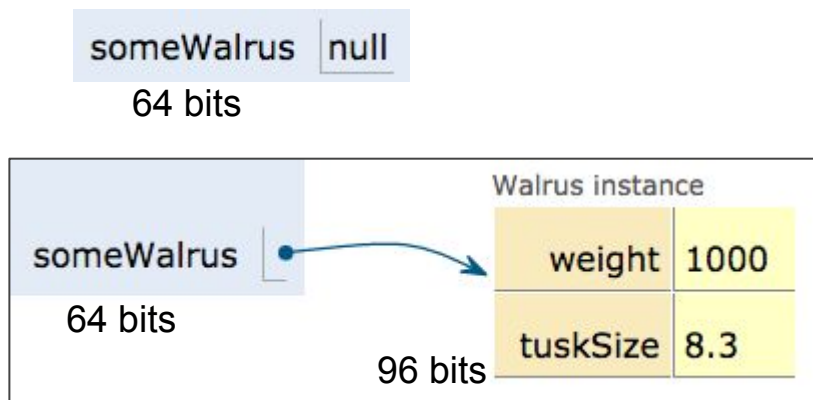 someWalrus null
64 bits
Walrus instance
someWalrus weight 1000
64 bits
tuskSize 8.3
96 bits